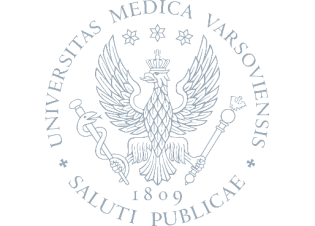 UNIVERSITAS MEDICA VARSOVIENSIS
1809
SALUTI PUBLICAE